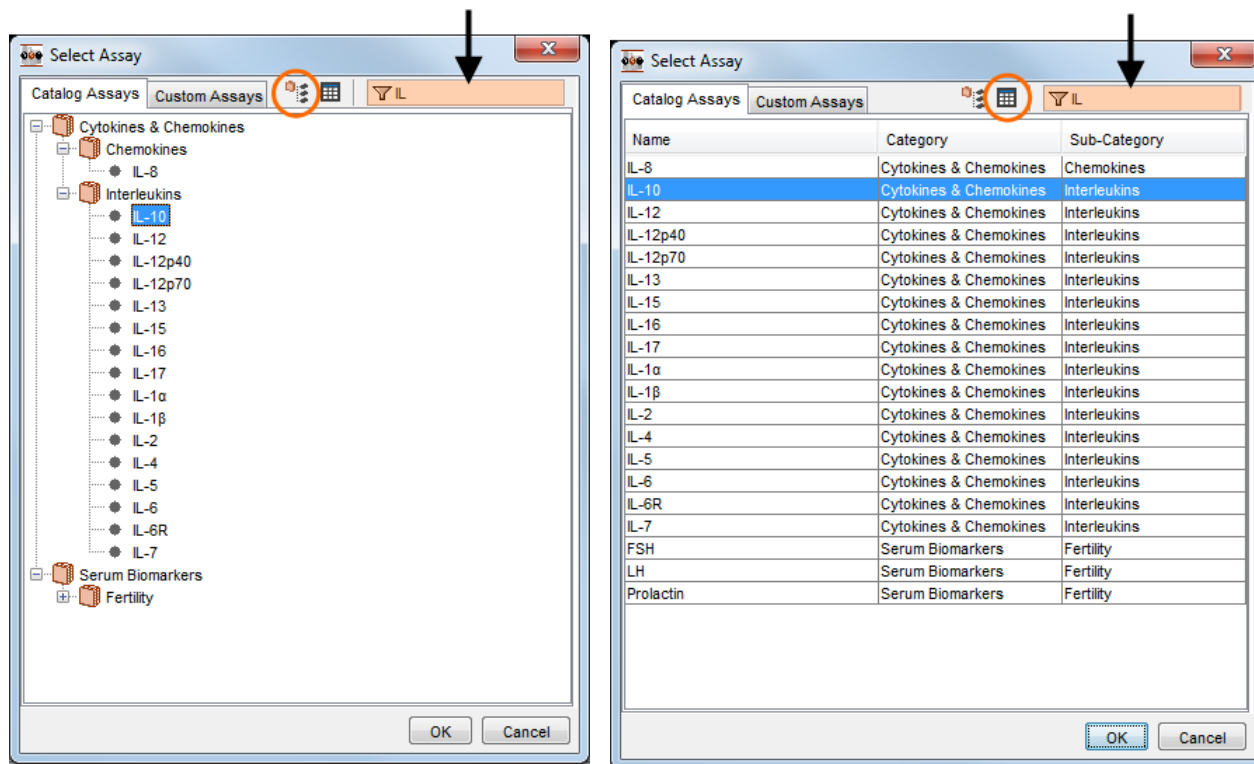 Select Assay
Catalog Assays Custom Assays IL
Cytokines & Chemokines
Chemokines
IL-8
Interleukins
IL-10
IL-12
IL-12p40
IL-12p70
IL-13
IL-15
IL-16
IL-17
IL-1α
IL-1β
IL-2
IL-4
IL-5
IL-6
IL-6R
IL-7
Serum Biomarkers
Fertility
OK Cancel
Select Assay
Catalog Assays Custom Assays IL
Name Category Sub-Category
IL-8 Cytokines & Chemokines Chemokines
IL-10 Cytokines & Chemokines Interleukins
IL-12 Cytokines & Chemokines Interleukins
IL-12p40 Cytokines & Chemokines Interleukins
IL-12p70 Cytokines & Chemokines Interleukins
IL-13 Cytokines & Chemokines Interleukins
IL-15 Cytokines & Chemokines Interleukins
IL-16 Cytokines & Chemokines Interleukins
IL-17 Cytokines & Chemokines Interleukins
IL-1α Cytokines & Chemokines Interleukins
IL-1β Cytokines & Chemokines Interleukins
IL-2 Cytokines & Chemokines Interleukins
IL-4 Cytokines & Chemokines Interleukins
IL-5 Cytokines & Chemokines Interleukins
IL-6 Cytokines & Chemokines Interleukins
IL-6R Cytokines & Chemokines Interleukins
IL-7 Cytokines & Chemokines Interleukins
FSH Serum Biomarkers Fertility
LH Serum Biomarkers Fertility
Prolactin Serum Biomarkers Fertility
OK Cancel